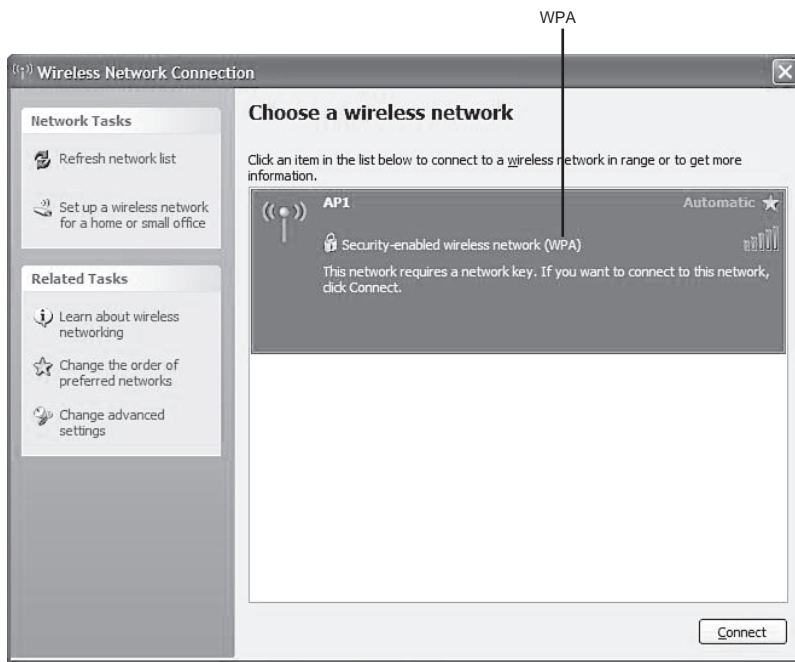 WPA
Wireless Network Connection
Network Tasks
Refresh network list
Set up a wireless network
for a home or small office
Related Tasks
Learn about wireless
networking
Change the order of
preferred networks
Change advanced
settings
Choose a wireless network
Click an item in the list below to connect to a wireless network in range or to get more
information.
AP1
Automatic
Security-enabled wireless network (WPA)
This network requires a network key. If you want to connect to this network,
click Connect.
Connect